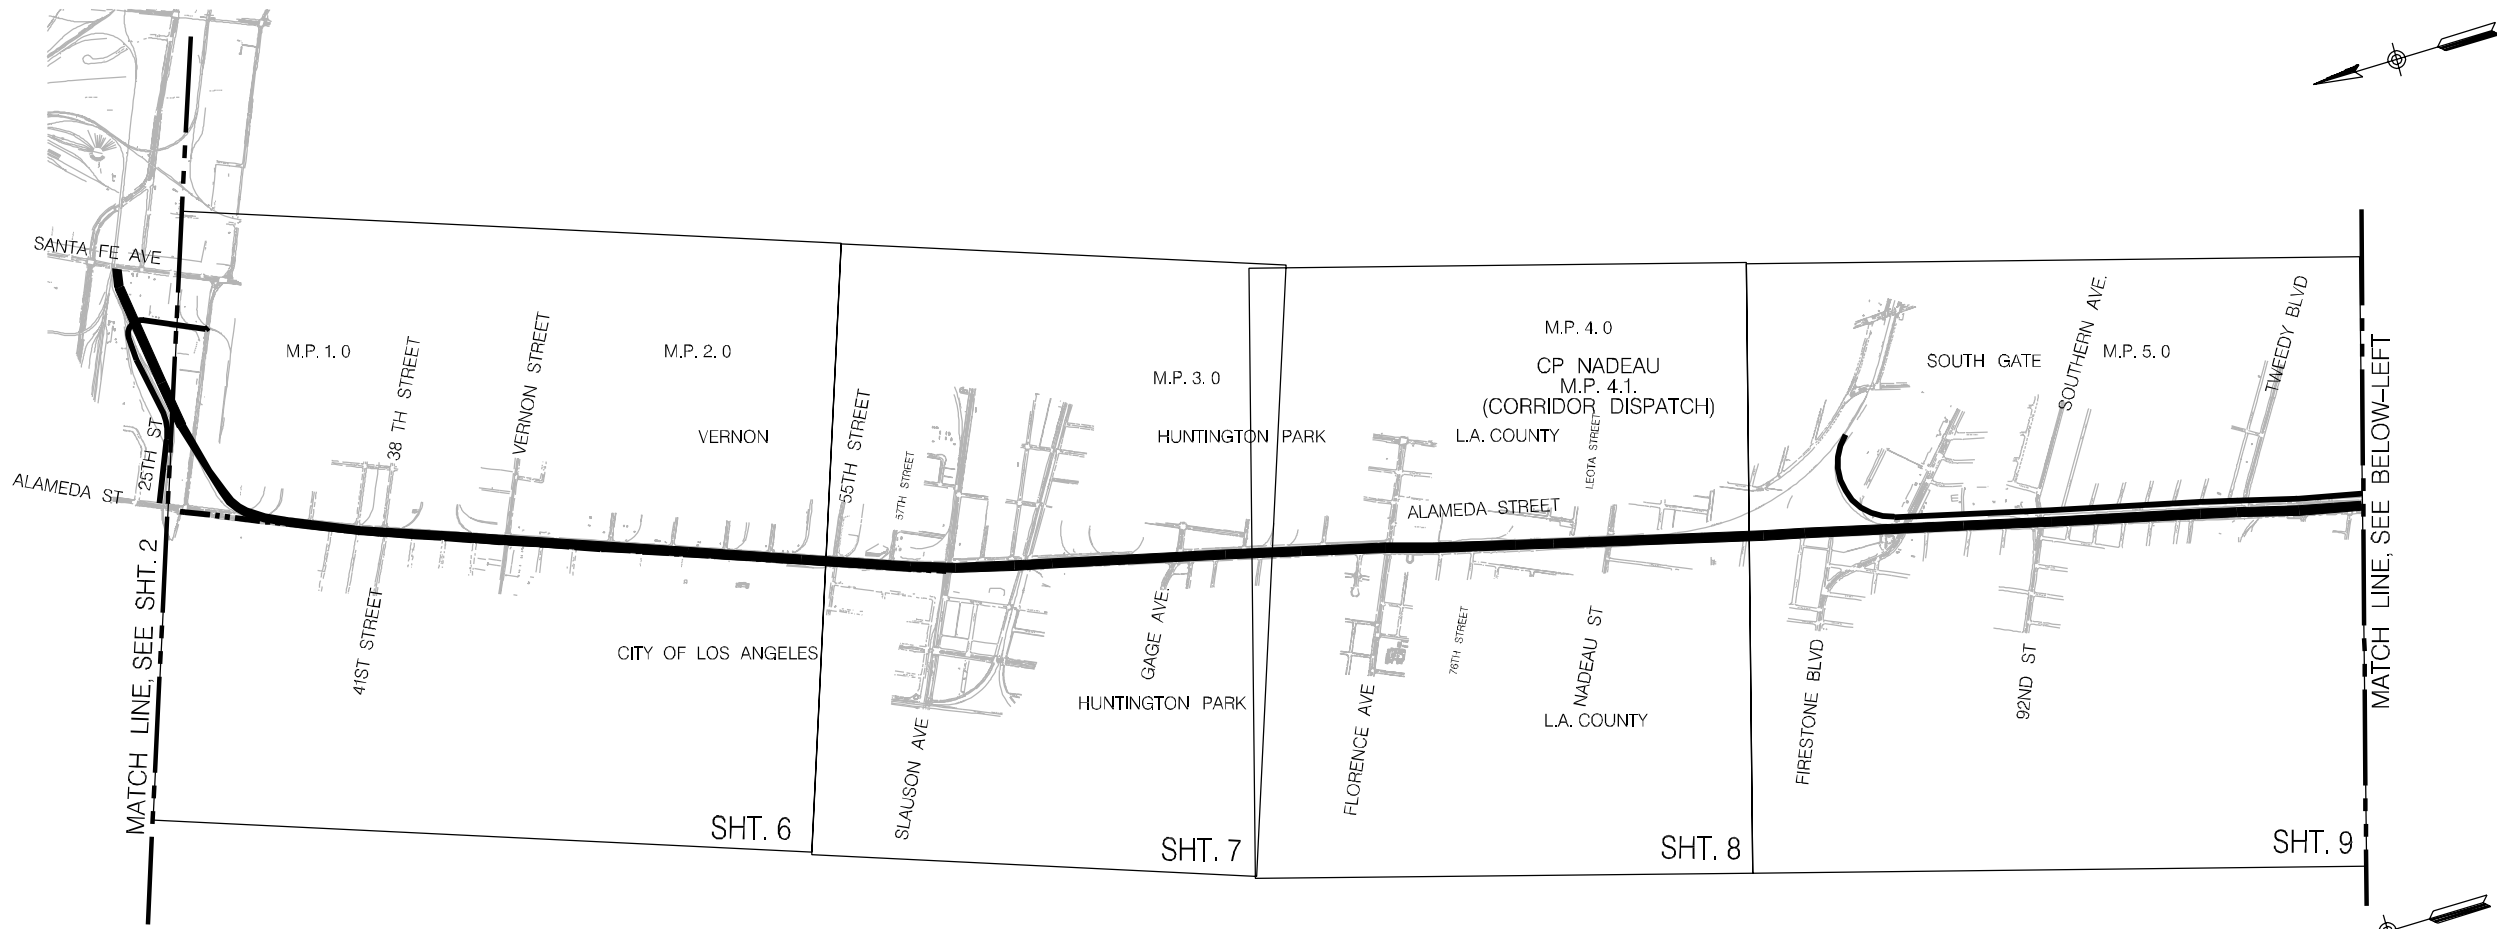 SANTA FE AVE
ALAMEDA ST
25TH ST
MATCH LINE, SEE SHT. 2
M.P. 1.0
38 TH STREET
41ST STREET
VERNON STREET
M.P. 2.0
VERNON
CITY OF LOS ANGELES
SHT. 6
55TH STREET
57TH STREET
SLAUSON AVE
M.P. 3.0
HUNTINGTON PARK
GAGE AVE.
HUNTINGTON PARK
SHT. 7
M.P. 4.0
CP NADEAU
M.P. 4.1.
(CORRIDOR DISPATCH)
L.A. COUNTY
LEOTA STREET
ALAMEDA STREET
FLORENCE AVE
76TH STREET
NADEAU ST
L.A. COUNTY
SHT. 8
SOUTH GATE
SOUTHERN AVE.
M.P. 5.0
TWEEDY BLVD
FIRESTONE BLVD
92ND ST
SHT. 9
MATCH LINE, SEE BELOW-LEFT